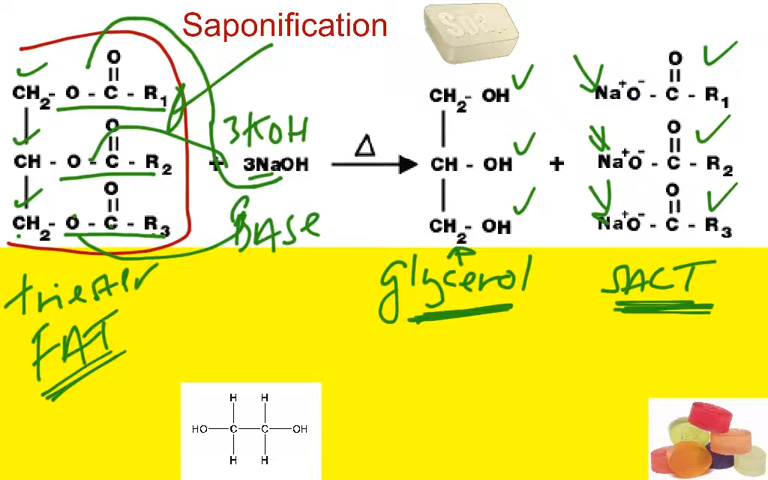 Saponification
Soa
O O
CH₂- O - C - R₁ 3KOH CH₂- OH Na⁺O⁻ - C - R₁
O Δ O
CH - O - C - R₂ + 3NaOH CH - OH + Na⁺O⁻ - C - R₂
O O
CH₂- O - C - R₃ BASE CH₂- OH Na⁺O⁻ - C - R₃
triester glycerol SALT
FAT
H H
HO C C OH
H H